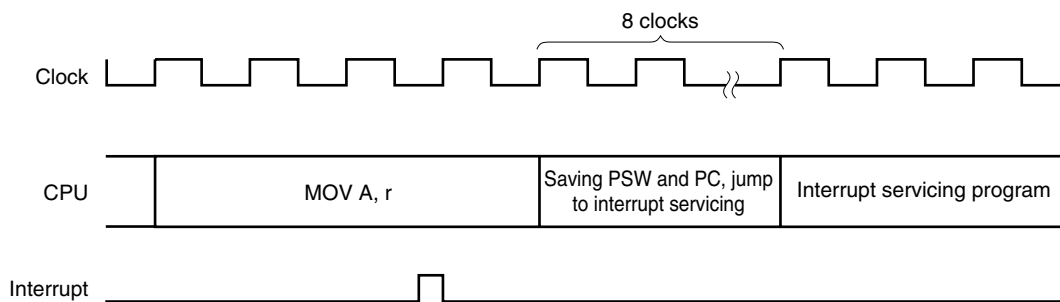 8 clocks
Clock
CPU
MOV A, r
Saving PSW and PC, jump
to interrupt servicing
Interrupt servicing program
Interrupt